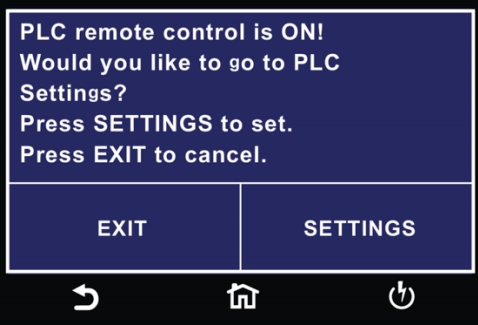 PLC remote control is ON!
Would you like to go to PLC
Settings?
Press SETTINGS to set.
Press EXIT to cancel.
EXIT
SETTINGS